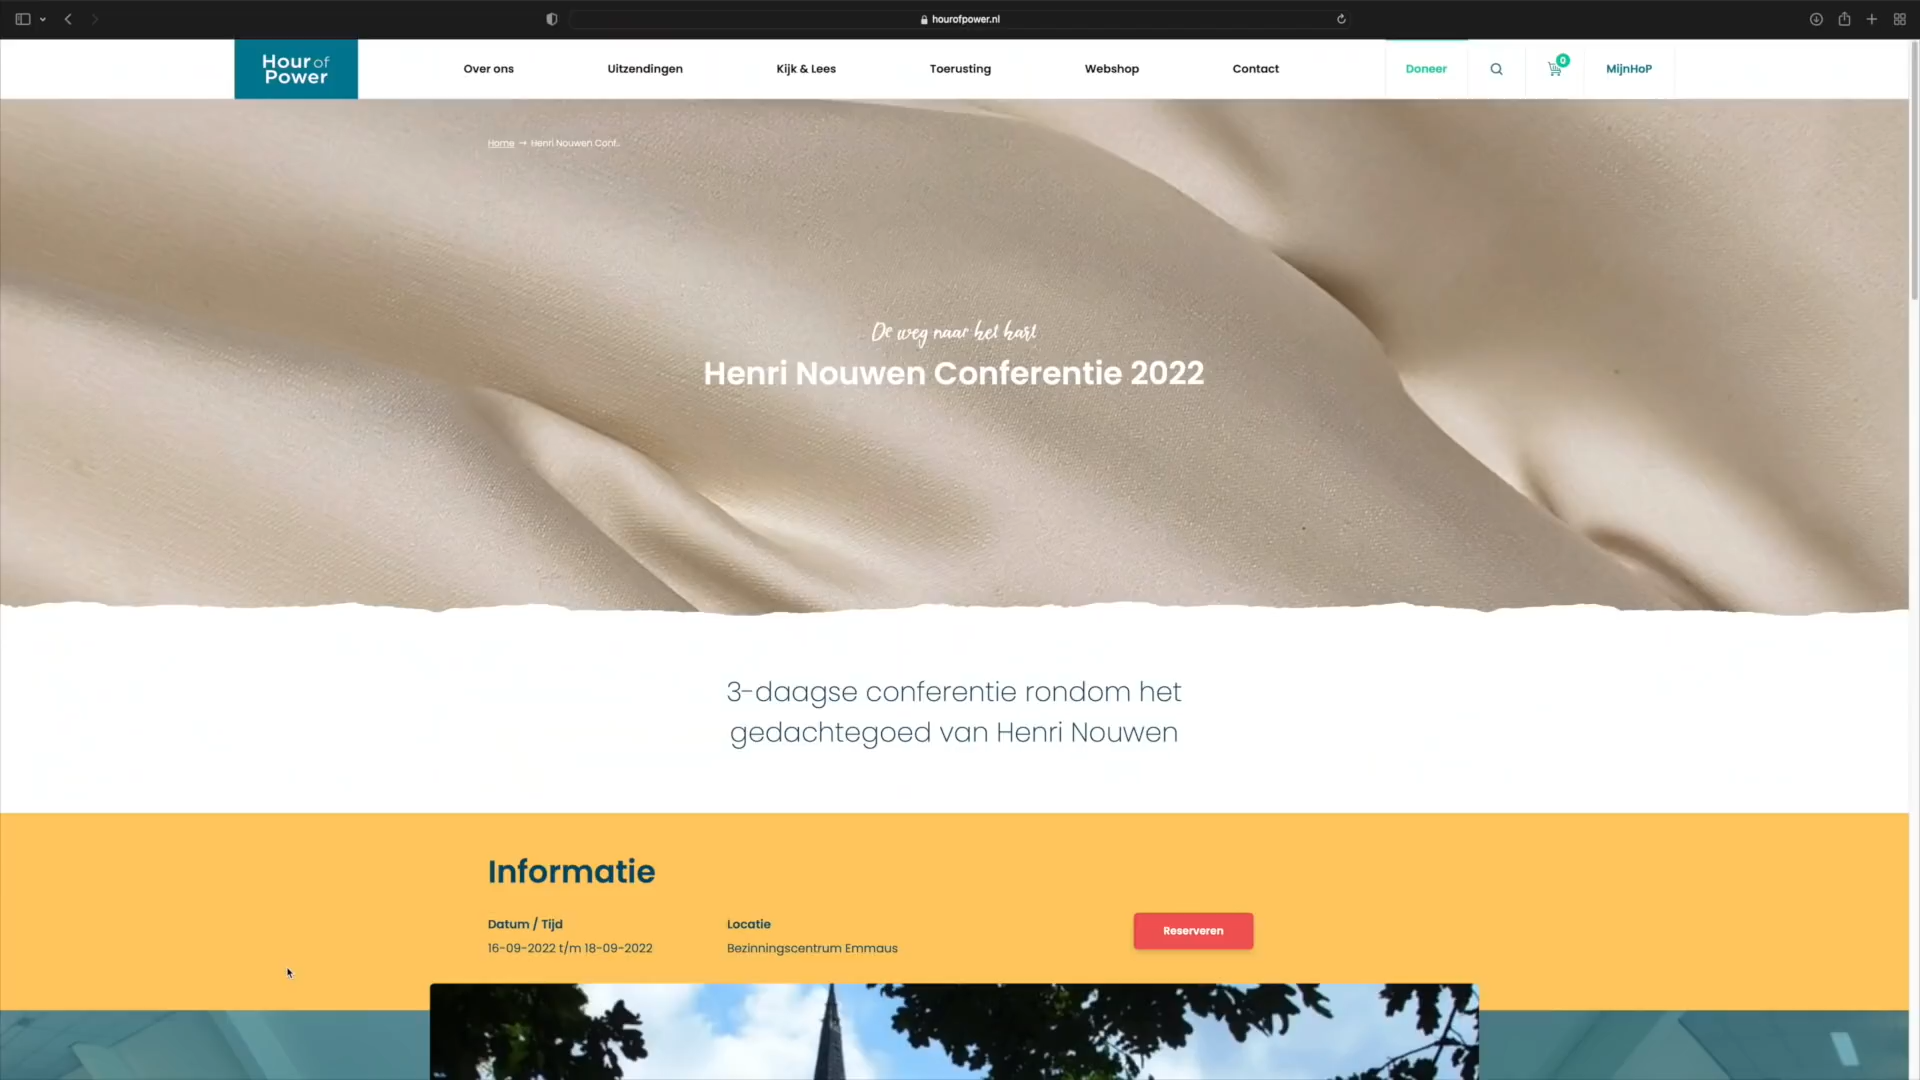 hourofpower.nl
Hour of
Power
Over ons
Uitzendingen
Kijk & Lees
Toerusting
Webshop
Contact
Doneer
0
MijnHoP
Home → Henri Nouwen Conf..
De weg naar het hart
Henri Nouwen Conferentie 2022
3-daagse conferentie rondom het
gedachtegoed van Henri Nouwen
Informatie
Datum / Tijd
16-09-2022 t/m 18-09-2022
Locatie
Bezinningscentrum Emmaus
Reserveren